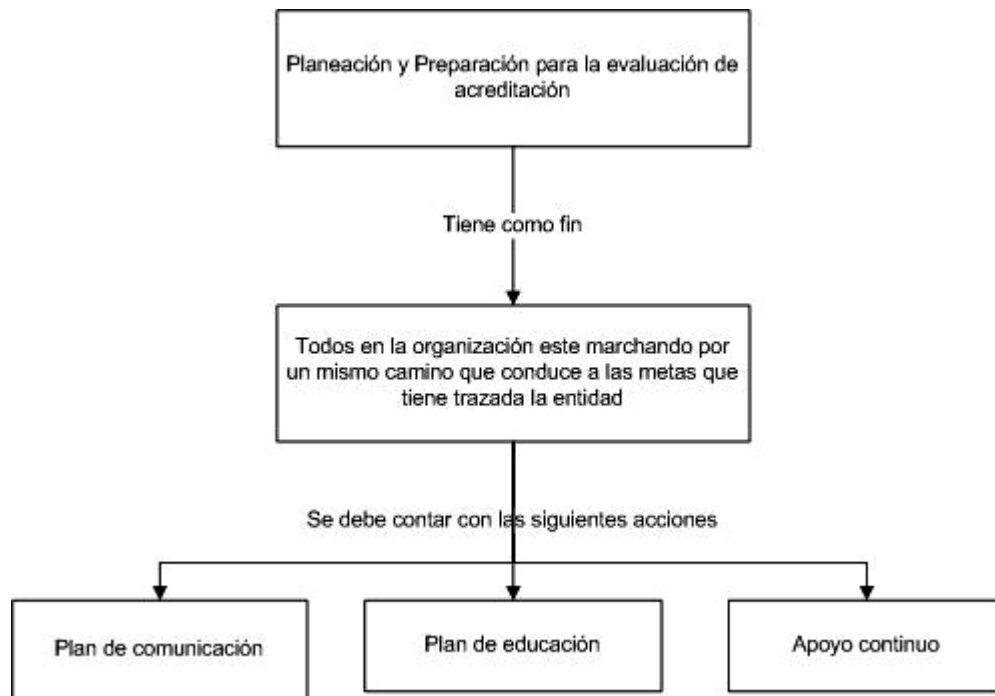 Planeación y Preparación para la evaluación de
acreditación
Tiene como fin
Todos en la organización este marchando por
un mismo camino que conduce a las metas que
tiene trazada la entidad
Se debe contar con las siguientes acciones
Plan de comunicación
Plan de educación
Apoyo continuo